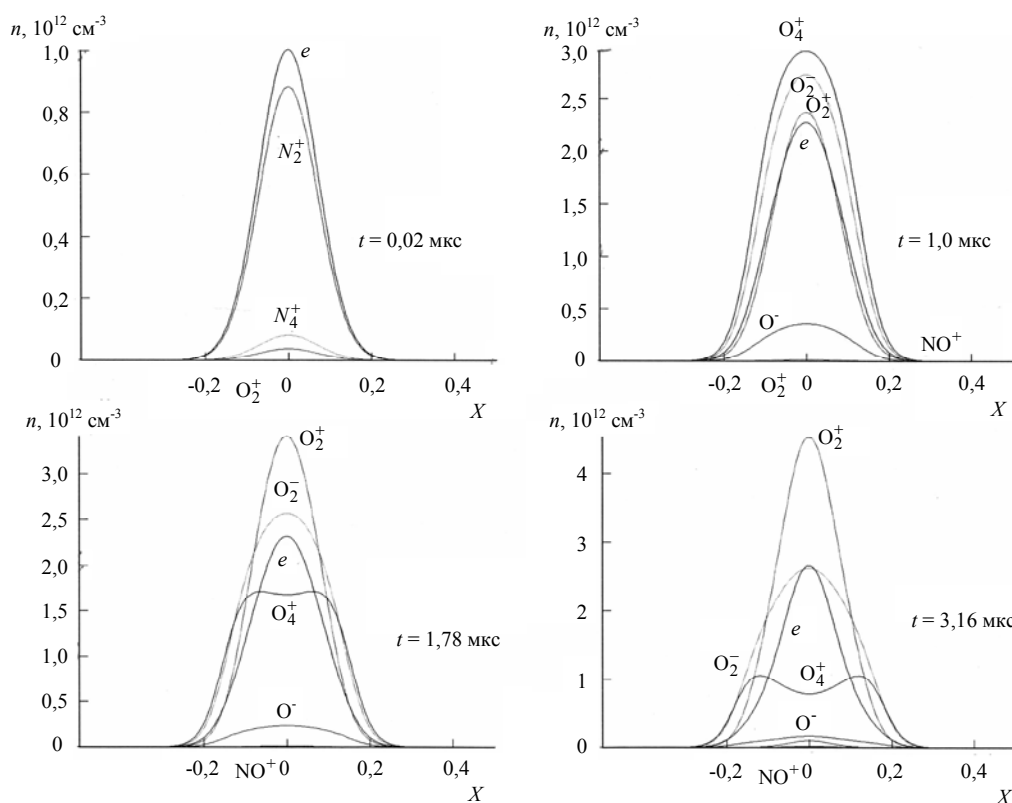 n, 10¹² см⁻³
1,0
0,8
0,6
0,4
0,2
0
e
N₂⁺
N₄⁺
t = 0,02 мкс
O₂⁺
-0,2 0 0,2 0,4
X
n, 10¹² см⁻³
3,0
2,5
2,0
1,5
1,0
0,5
0
O₄⁺
O₂⁻
O₂⁺
e
t = 1,0 мкс
O⁻
NO⁺
-0,2 O₂⁺ 0 0,2 0,4
X
n, 10¹² см⁻³
3,0
2,5
2,0
1,5
1,0
0,5
0
O₂⁺
O₂⁻
e
O₄⁺
t = 1,78 мкс
O⁻
-0,2 NO⁺ 0 0,2 0,4
X
n, 10¹² см⁻³
4
3
2
1
0
O₂⁺
e
t = 3,16 мкс
O₂⁻
O₄⁺
O⁻
-0,2 NO⁺ 0 0,2 0,4
X